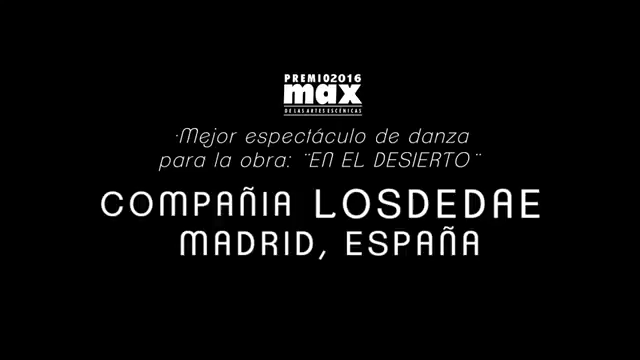 PREMIO2016
max
DE LAS ARTES ESCÉNICAS
·Mejor espectáculo de danza
para la obra: ¨EN EL DESIERTO¨
COMPAÑIA LOSDEDAE
MADRID, ESPAÑA